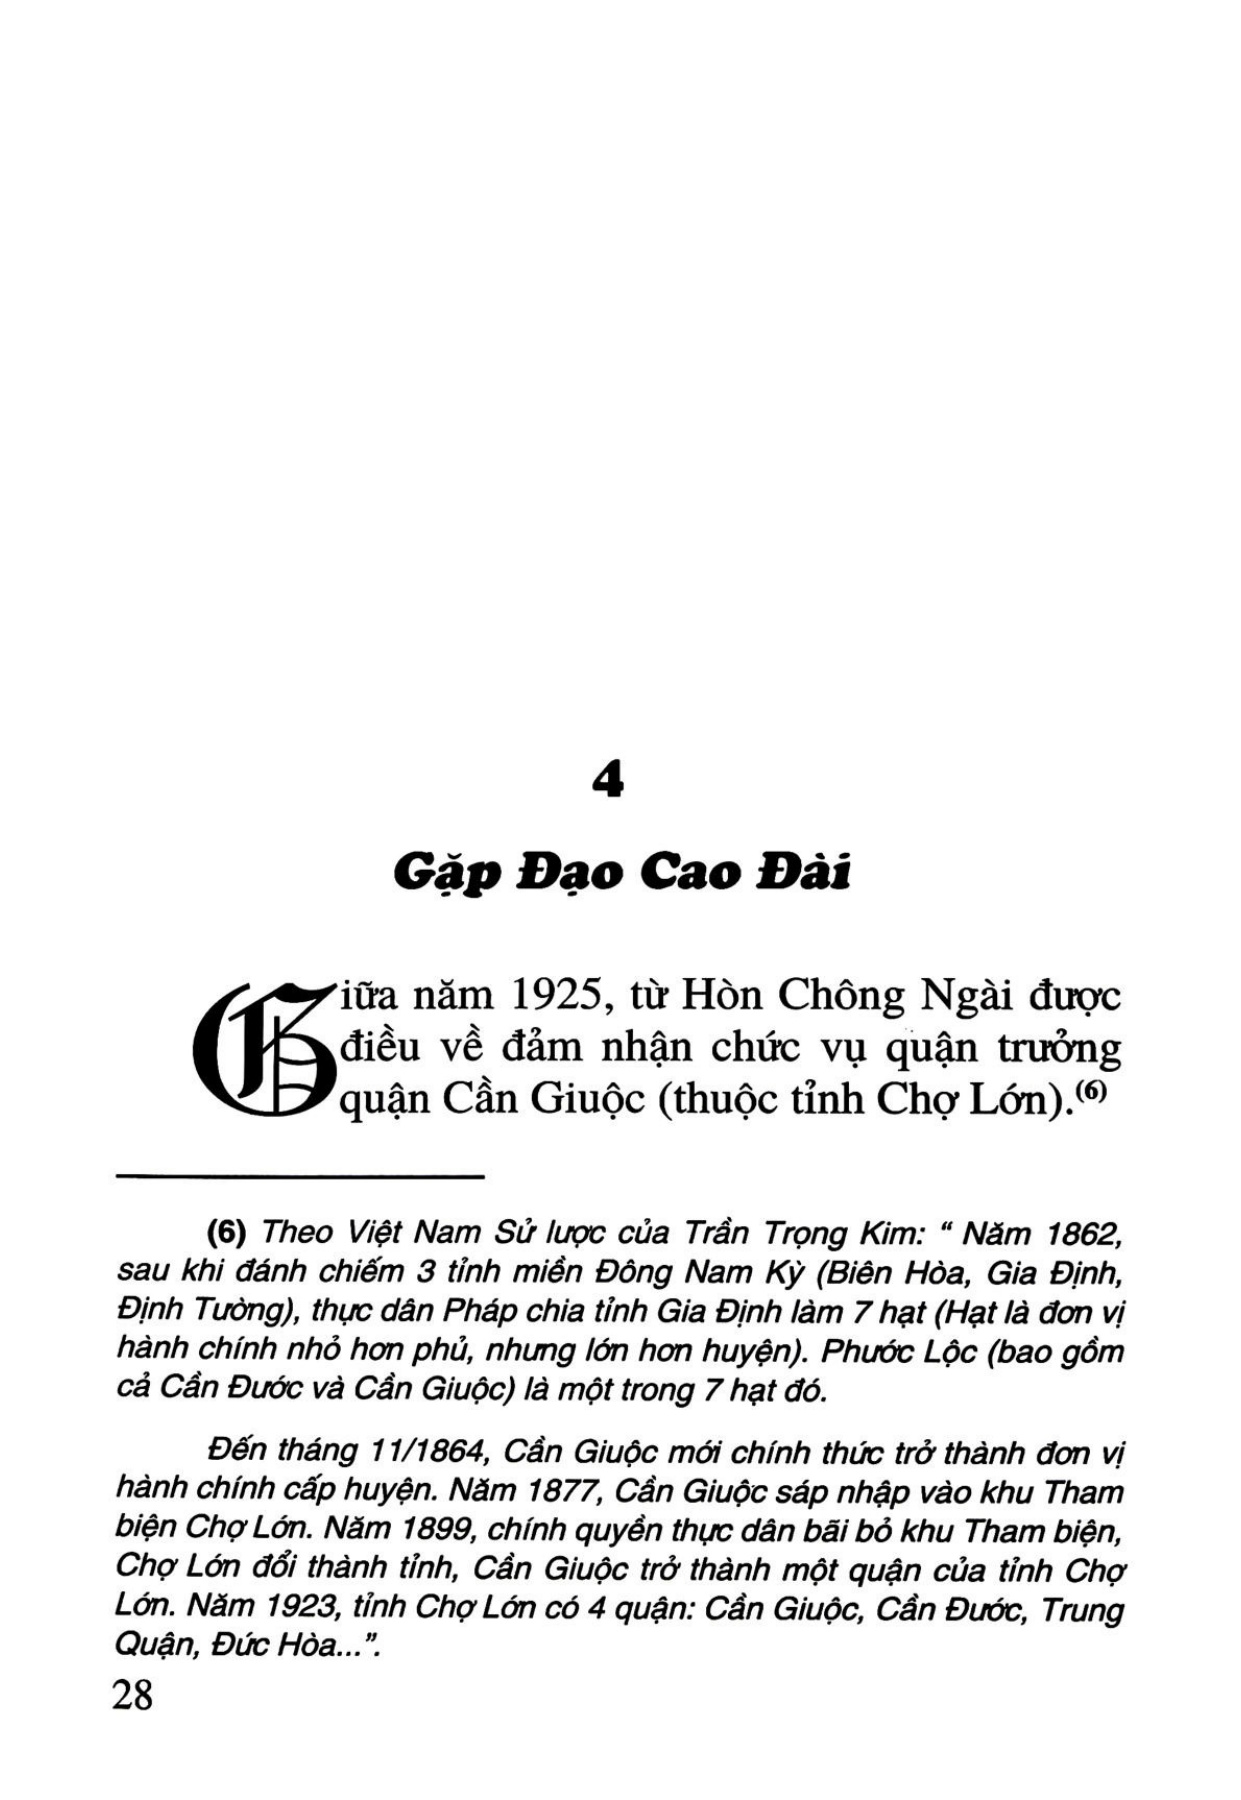 4
Gặp Đạo Cao Đài
Giữa năm 1925, từ Hòn Chông Ngài được
điều về đảm nhận chức vụ quận trưởng
quận Cần Giuộc (thuộc tỉnh Chợ Lớn).(6)
(6) Theo Việt Nam Sử lược của Trần Trọng Kim: “ Năm 1862,
sau khi đánh chiếm 3 tỉnh miền Đông Nam Kỳ (Biên Hòa, Gia Định,
Định Tường), thực dân Pháp chia tỉnh Gia Định làm 7 hạt (Hạt là đơn vị
hành chính nhỏ hơn phủ, nhưng lớn hơn huyện). Phước Lộc (bao gồm
cả Cần Đước và Cần Giuộc) là một trong 7 hạt đó.
Đến tháng 11/1864, Cần Giuộc mới chính thức trở thành đơn vị
hành chính cấp huyện. Năm 1877, Cần Giuộc sáp nhập vào khu Tham
biện Chợ Lớn. Năm 1899, chính quyền thực dân bãi bỏ khu Tham biện,
Chợ Lớn đổi thành tỉnh, Cần Giuộc trở thành một quận của tỉnh Chợ
Lớn. Năm 1923, tỉnh Chợ Lớn có 4 quận: Cần Giuộc, Cần Đước, Trung
Quận, Đức Hòa...”.
28